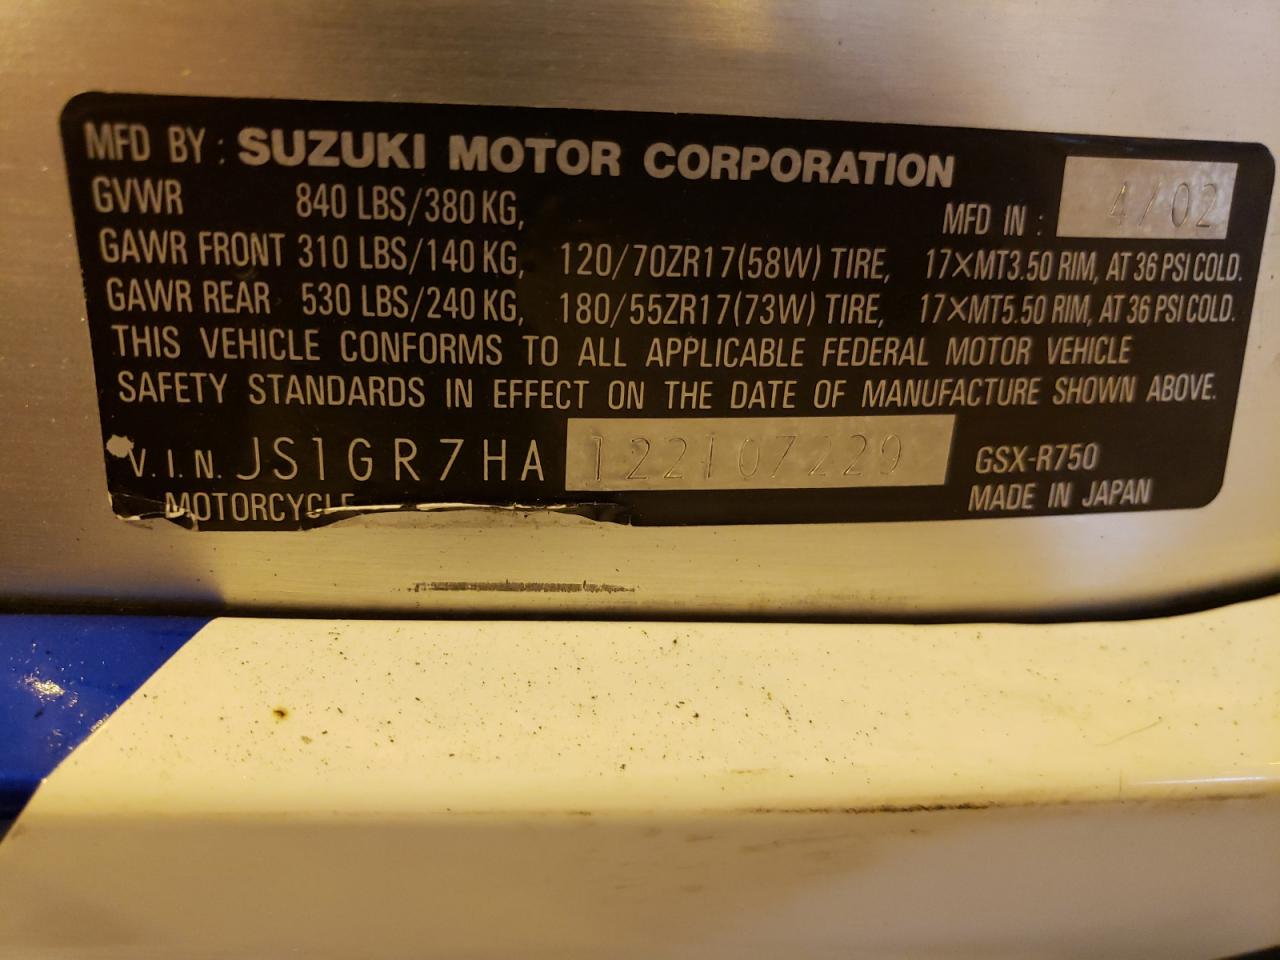 MFD BY : SUZUKI MOTOR CORPORATION
GVWR 840 LBS/380 KG, MFD IN : 4/02
GAWR FRONT 310 LBS/140 KG, 120/70ZR17(58W) TIRE, 17×MT3.50 RIM, AT 36 PSI COLD.
GAWR REAR 530 LBS/240 KG, 180/55ZR17(73W) TIRE, 17×MT5.50 RIM, AT 36 PSI COLD.
THIS VEHICLE CONFORMS TO ALL APPLICABLE FEDERAL MOTOR VEHICLE
SAFETY STANDARDS IN EFFECT ON THE DATE OF MANUFACTURE SHOWN ABOVE.
V.I.N. JS1GR7HA122107229 GSX-R750
MOTORCYCLE MADE IN JAPAN